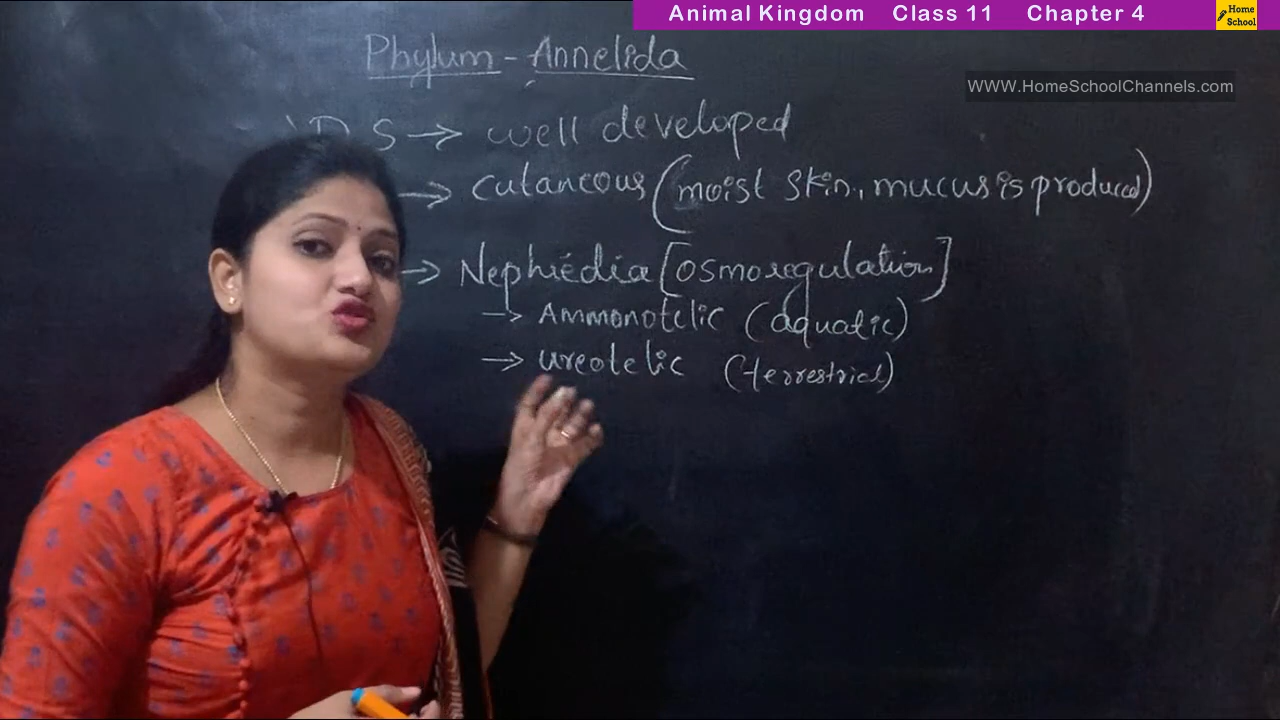 Animal Kingdom Class 11 Chapter 4
Home School
WWW.HomeSchoolChannels.com
Phylum - Annelida
D S → well developed
→ cutaneous (moist skin, mucus is produced)
→ Nephridia [osmoregulation]
→ Ammonotelic (aquatic)
→ ureotelic (terrestrial)